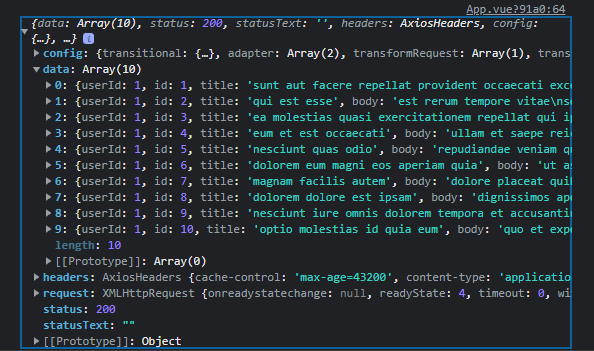 App.vue?91a0:64
{data: Array(10), status: 200, statusText: '', headers: AxiosHeaders, config:
{…}, …}
config: {transitional: {…}, adapter: Array(2), transformRequest: Array(1), trans
data: Array(10)
0: {userId: 1, id: 1, title: 'sunt aut facere repellat provident occaecati exce
1: {userId: 1, id: 2, title: 'qui est esse', body: 'est rerum tempore vitae\ns
2: {userId: 1, id: 3, title: 'ea molestias quasi exercitationem repellat qui i
3: {userId: 1, id: 4, title: 'eum et est occaecati', body: 'ullam et saepe rei
4: {userId: 1, id: 5, title: 'nesciunt quas odio', body: 'repudiandae veniam q
5: {userId: 1, id: 6, title: 'dolorem eum magni eos aperiam quia', body: 'ut as
6: {userId: 1, id: 7, title: 'magnam facilis autem', body: 'dolore placeat qui
7: {userId: 1, id: 8, title: 'dolorem dolore est ipsam', body: 'dignissimos ape
8: {userId: 1, id: 9, title: 'nesciunt iure omnis dolorem tempora et accusanti
9: {userId: 1, id: 10, title: 'optio molestias id quia eum', body: 'quo et expe
length: 10
[[Prototype]]: Array(0)
headers: AxiosHeaders {cache-control: 'max-age=43200', content-type: 'applicatio
request: XMLHttpRequest {onreadystatechange: null, readyState: 4, timeout: 0, wi
status: 200
statusText: ""
[[Prototype]]: Object